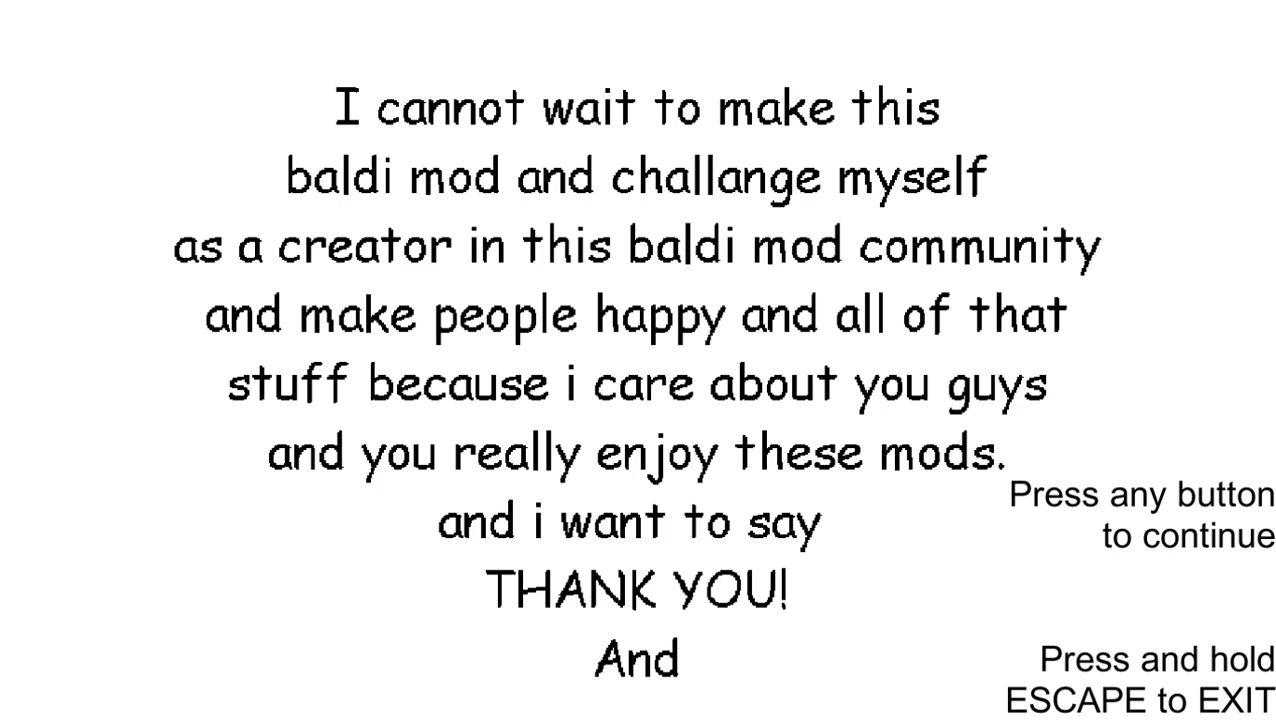 I cannot wait to make this
baldi mod and challange myself
as a creator in this baldi mod community
and make people happy and all of that
stuff because i care about you guys
and you really enjoy these mods.
and i want to say
THANK YOU!
And
Press any button
to continue
Press and hold
ESCAPE to EXIT